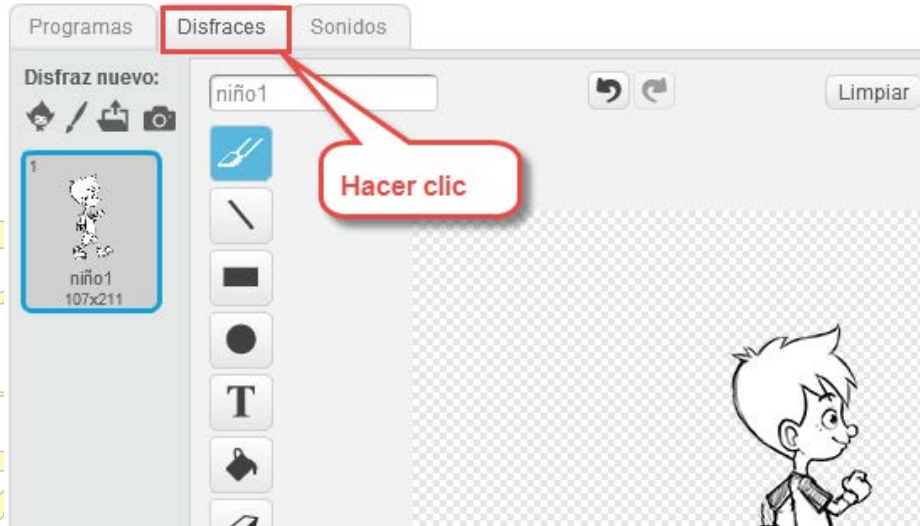 Programas Disfraces Sonidos
Disfraz nuevo:
niño1
Limpiar
Hacer clic
1
niño1
107x211
T